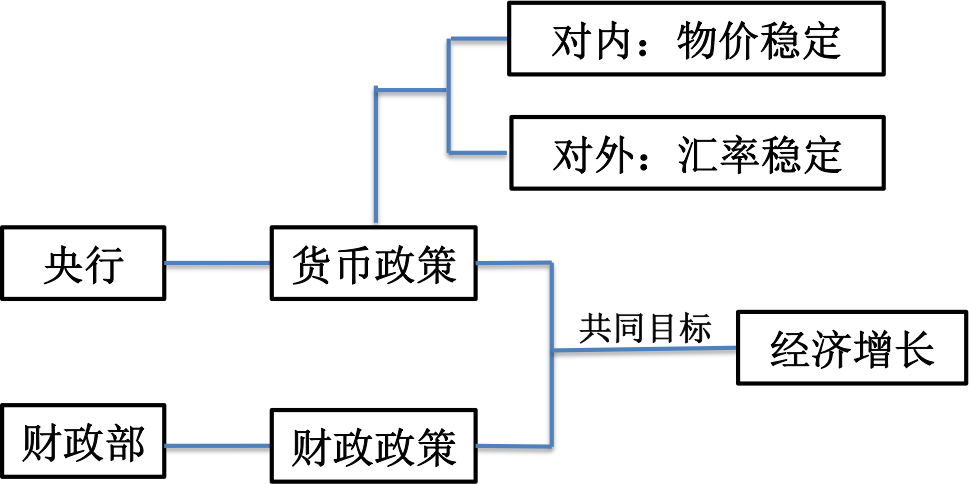 对内：物价稳定
对外：汇率稳定
央行
货币政策
共同目标
经济增长
财政部
财政政策